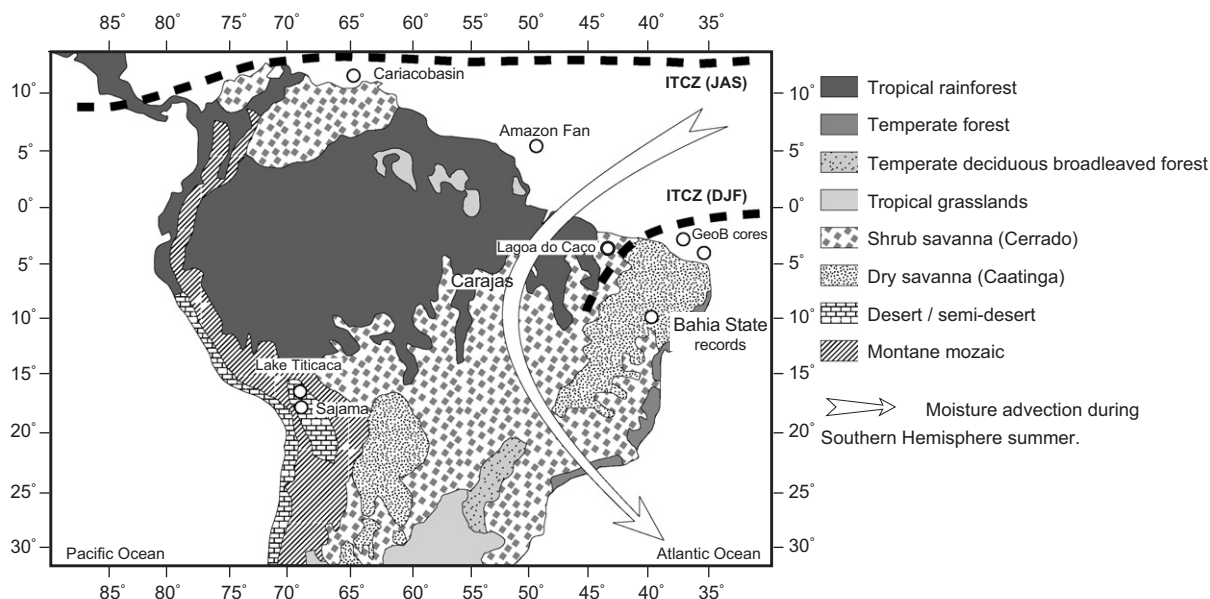 85˚ 80˚ 75˚ 70˚ 65˚ 60˚ 55˚ 50˚ 45˚ 40˚ 35˚
Cariacobasin
ITCZ (JAS)
10˚ 10˚
Amazon Fan
5˚ 5˚
ITCZ (DJF)
0˚ 0˚
GeoB cores
Lagoa do Caço
5˚ 5˚
Carajas
10˚ 10˚
Bahia State
records
15˚ 15˚
Lake Titicaca
Sajama
20˚ 20˚
25˚ 25˚
30˚ 30˚
Pacific Ocean Atlantic Ocean
85˚ 80˚ 75˚ 70˚ 65˚ 60˚ 55˚ 50˚ 45˚ 40˚ 35˚
Tropical rainforest
Temperate forest
Temperate deciduous broadleaved forest
Tropical grasslands
Shrub savanna (Cerrado)
Dry savanna (Caatinga)
Desert / semi-desert
Montane mozaic
Moisture advection during
Southern Hemisphere summer.